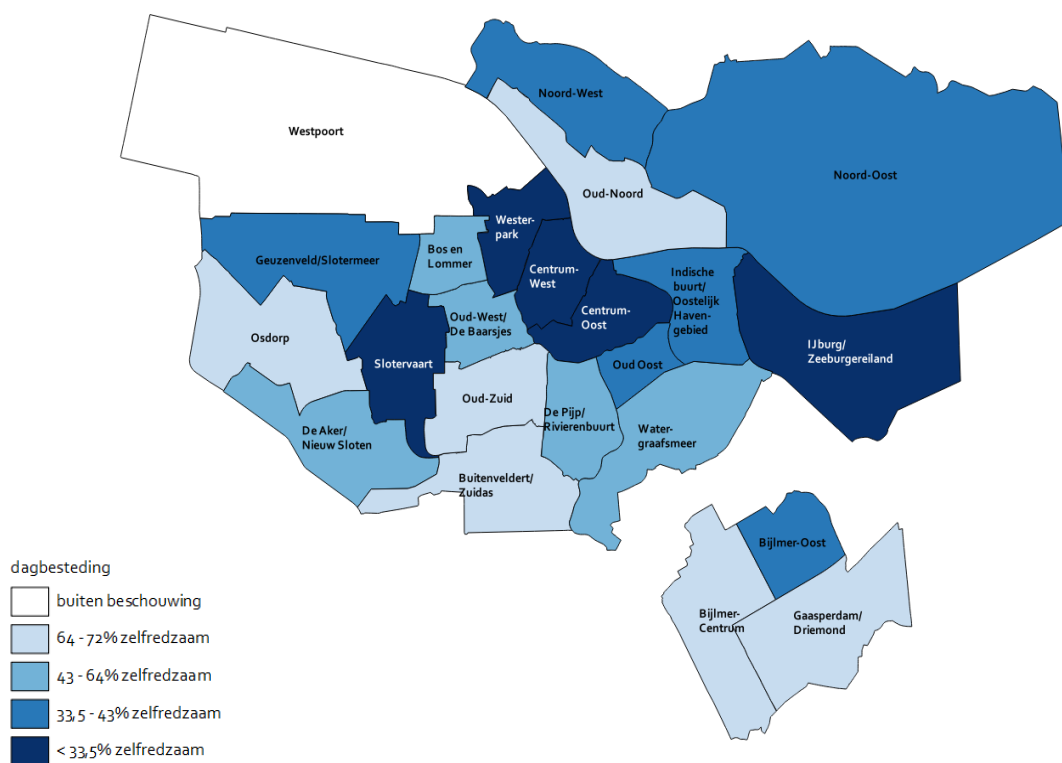 Noord-West
Westpoort
Noord-Oost
Oud-Noord
Wester-
park
Bos en
Lommer
Geuzenveld/Slotermeer
Centrum-
West
Indische
buurt/
Oostelijk
Haven-
gebied
Centrum-
Oost
Oud-West/
De Baarsjes
Osdorp
Slotervaart
Oud Oost
IJburg/
Zeeburgereiland
Oud-Zuid
De Pijp/
Rivierenbuurt
De Aker/
Nieuw Sloten
Water-
graafsmeer
Buitenveldert/
Zuidas
Bijlmer-Oost
Bijlmer-
Centrum
Gaasperdam/
Driemond
dagbesteding
buiten beschouwing
64 - 72% zelfredzaam
43 - 64% zelfredzaam
33,5 - 43% zelfredzaam
< 33,5% zelfredzaam